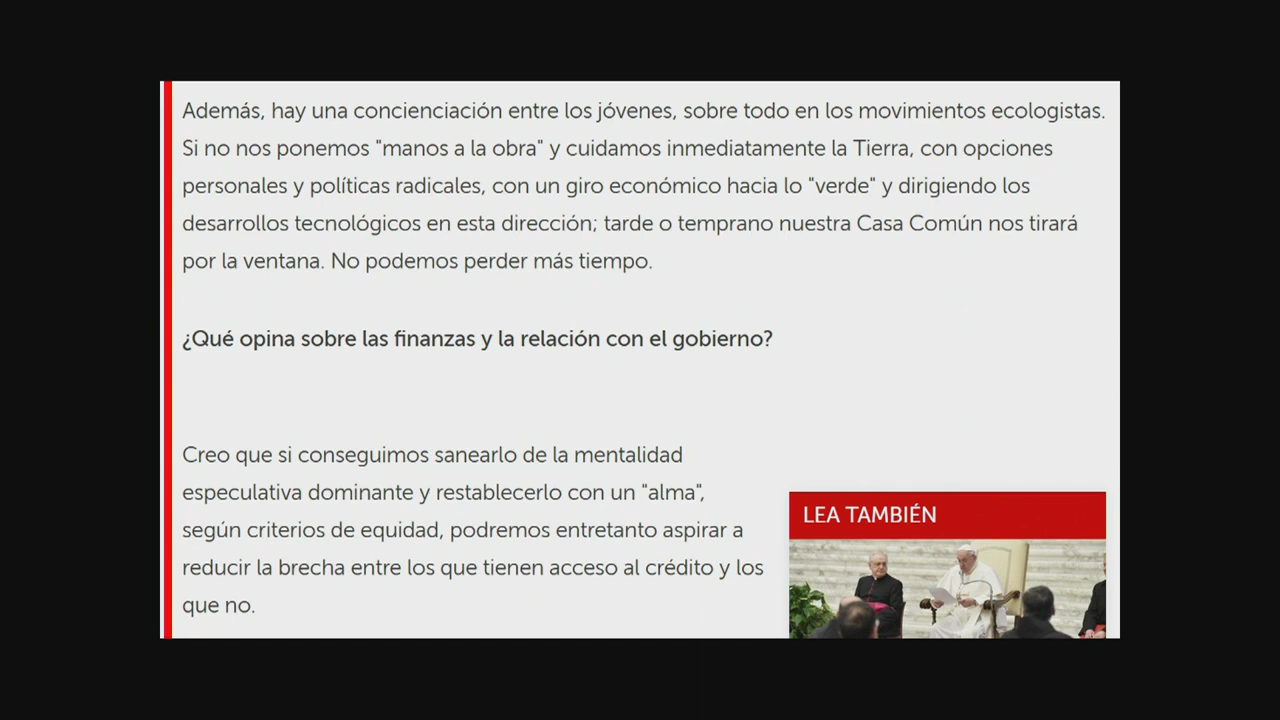 Además, hay una concienciación entre los jóvenes, sobre todo en los movimientos ecologistas.
Si no nos ponemos "manos a la obra" y cuidamos inmediatamente la Tierra, con opciones
personales y políticas radicales, con un giro económico hacia lo "verde" y dirigiendo los
desarrollos tecnológicos en esta dirección; tarde o temprano nuestra Casa Común nos tirará
por la ventana. No podemos perder más tiempo.
¿Qué opina sobre las finanzas y la relación con el gobierno?
Creo que si conseguimos sanearlo de la mentalidad
especulativa dominante y restablecerlo con un "alma",
según criterios de equidad, podremos entretanto aspirar a
reducir la brecha entre los que tienen acceso al crédito y los
que no.
LEA TAMBIÉN